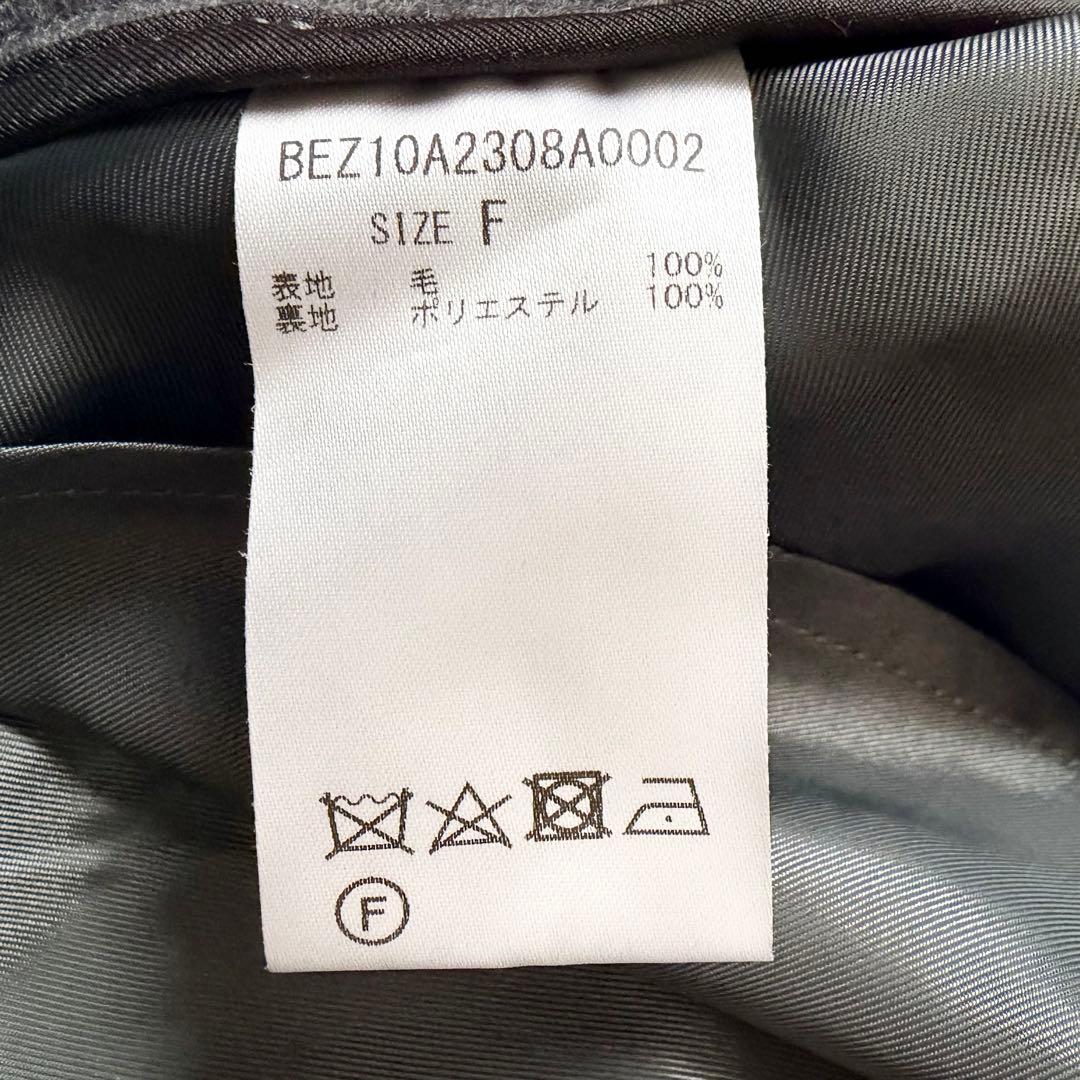 BEZ10A2308A0002
SIZE F
表地 毛 100%
裏地 ポリエステル 100%
F